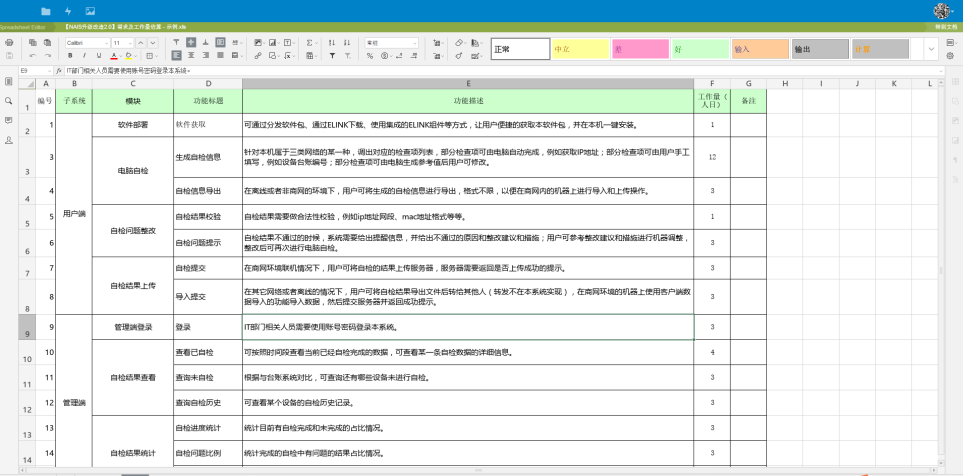 Spreadsheet Editor
【NAIS升级改造2.0】需求及工作量估算 - 示例.xls
转到文档
Calibri 11 常规 正常 中立 差 好 输入 输出 计算
E9 fx IT部门相关人员需要使用账号密码登录本系统。
A B C D E F G H I J K L
1 编号 子系统 模块 功能标题 功能描述 工作量（人日） 备注
2 1 用户端 软件部署 软件获取 可通过分发软件包、通过ELINK下载、使用集成的ELINK组件等方式，让用户便捷的获取本软件包，并在本机一键安装。 1
3 3 电脑自检 生成自检信息 针对本机属于三类网络的某一种，调出对应的检查项列表，部分检查项可由电脑自动完成，例如获取IP地址；部分检查项可由用户手工
填写，例如设备台账编号；部分检查项可由电脑生成参考值后用户可修改。 12
4 4 自检信息导出 在离线或者非商网的环境下，用户可将生成的自检信息进行导出，格式不限，以便在商网内的机器上进行导入和上传操作。 3
5 5 自检问题整改 自检结果校验 自检结果需要做合法性校验，例如ip地址网段、mac地址格式等等。 1
6 6 自检问题提示 自检结果不通过的时候，系统需要给出提醒信息，并给出不通过的原因和整改建议和措施；用户可参考整改建议和措施进行机器调整，
整改后可再次进行电脑自检。 3
7 7 自检结果上传 自检提交 在商网环境联机情况下，用户可将自检的结果上传服务器，服务器需要返回是否上传成功的提示。 3
8 8 导入提交 在其它网络或者离线的情况下，用户可将自检结果导出文件后转给其他人（转发不在本系统实现），在商网环境的机器上使用客户端数
据导入的功能导入数据，然后提交服务器并返回成功提示。 3
9 9 管理端 管理端登录 登录 IT部门相关人员需要使用账号密码登录本系统。 3
10 10 自检结果查看 查看已自检 可按照时间段查看当前已经自检完成的数据，可查看某一条自检数据的详细信息。 4
11 11 查询未自检 根据与台账系统对比，可查询还有哪些设备未进行自检。 3
12 12 查询自检历史 可查看某个设备的自检历史记录。 3
13 13 自检结果统计 自检进度统计 统计目前有自检完成和未完成的占比情况。 3
14 14 自检问题比例 统计完成的自检中有问题的结果占比情况。 3